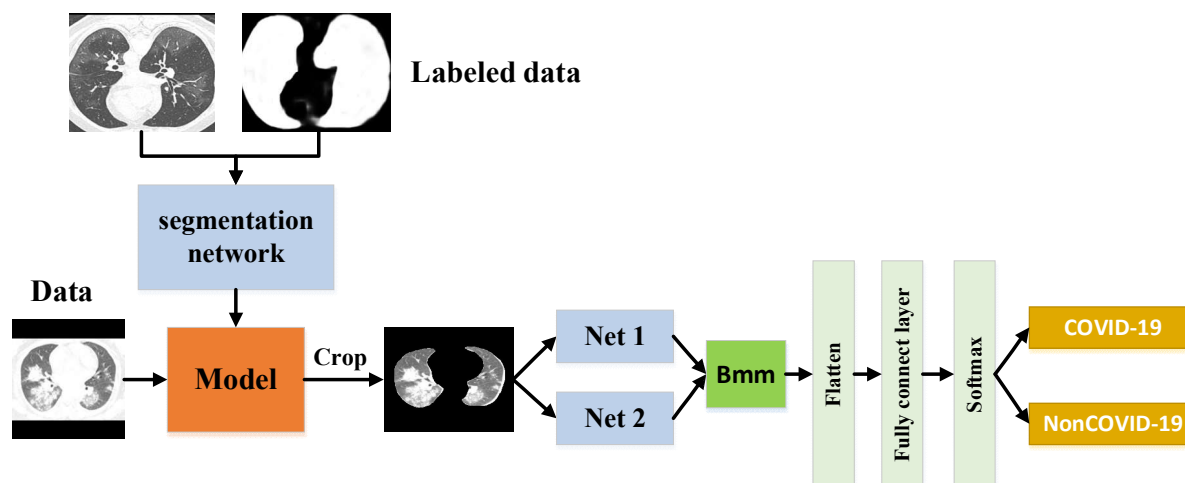 Labeled data
segmentation
network
Data
Model
Crop
Net 1
Net 2
Bmm
Flatten
Fully connect layer
Softmax
COVID-19
NonCOVID-19